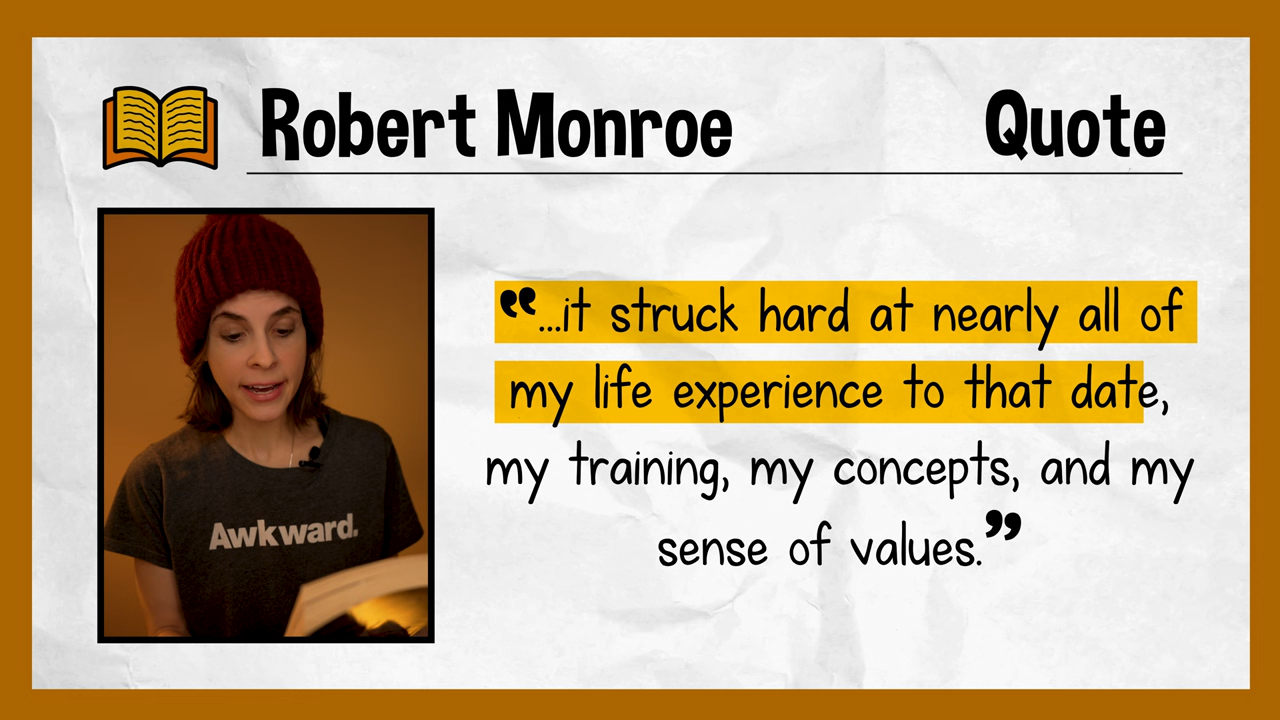 Robert Monroe Quote
“...it struck hard at nearly all of
my life experience to that date,
my training, my concepts, and my
sense of values.”
Awkward.